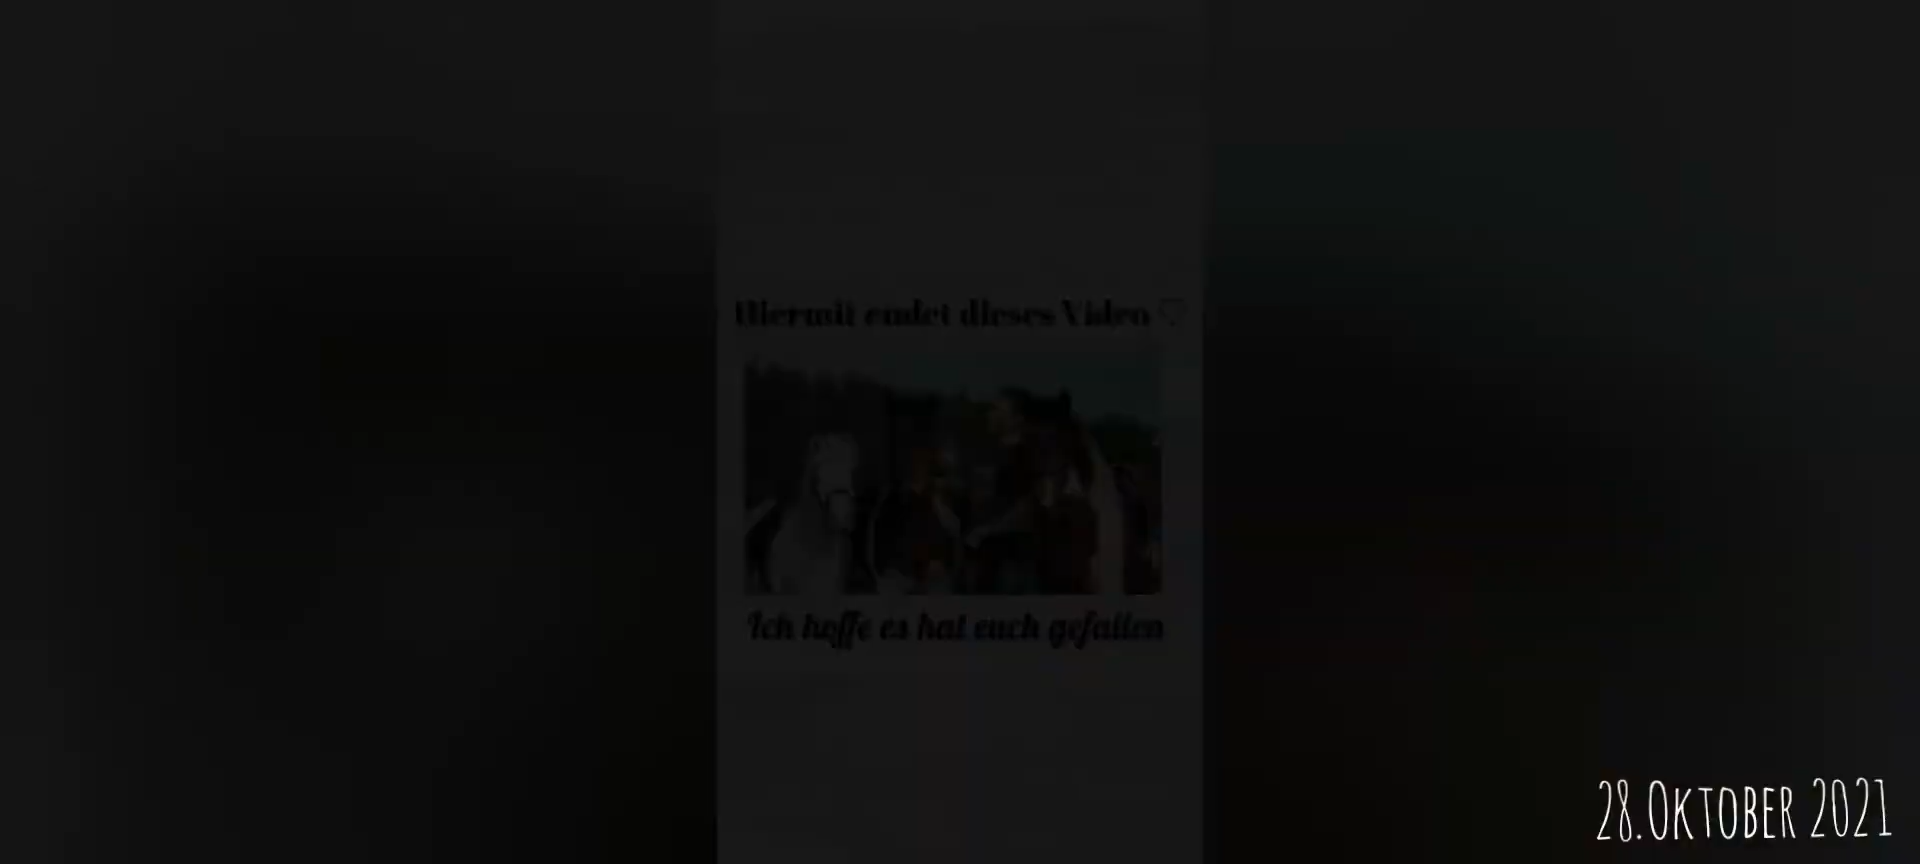 Hiermit endet dieses Video ♡
Ich hoffe es hat euch gefallen
28.Oktober 2021